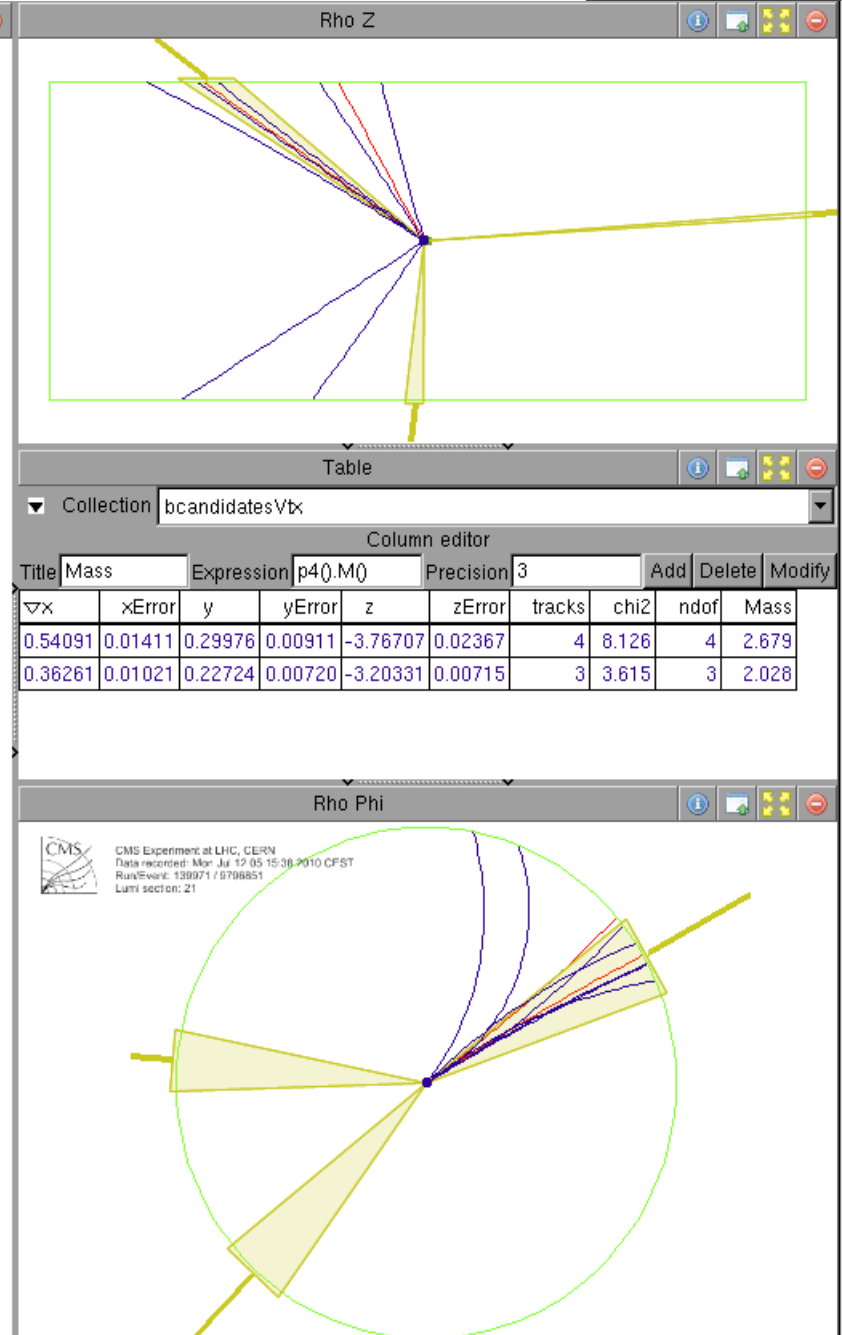 Rho Z
Table
Collection bcandidatesVtx
Column editor
Title Mass Expression p4().M() Precision 3 Add Delete Modify
x xError y yError z zError tracks chi2 ndof Mass
0.54091 0.01411 0.29976 0.00911 -3.76707 0.02367 4 8.126 4 2.679
0.36261 0.01021 0.22724 0.00720 -3.20331 0.00715 3 3.615 3 2.028
Rho Phi
CMS
CMS Experiment at LHC, CERN
Data recorded: Mon Jul 12 05:15:36 2010 CEST
Run/Event: 139971 / 9796851
Lumi section: 21